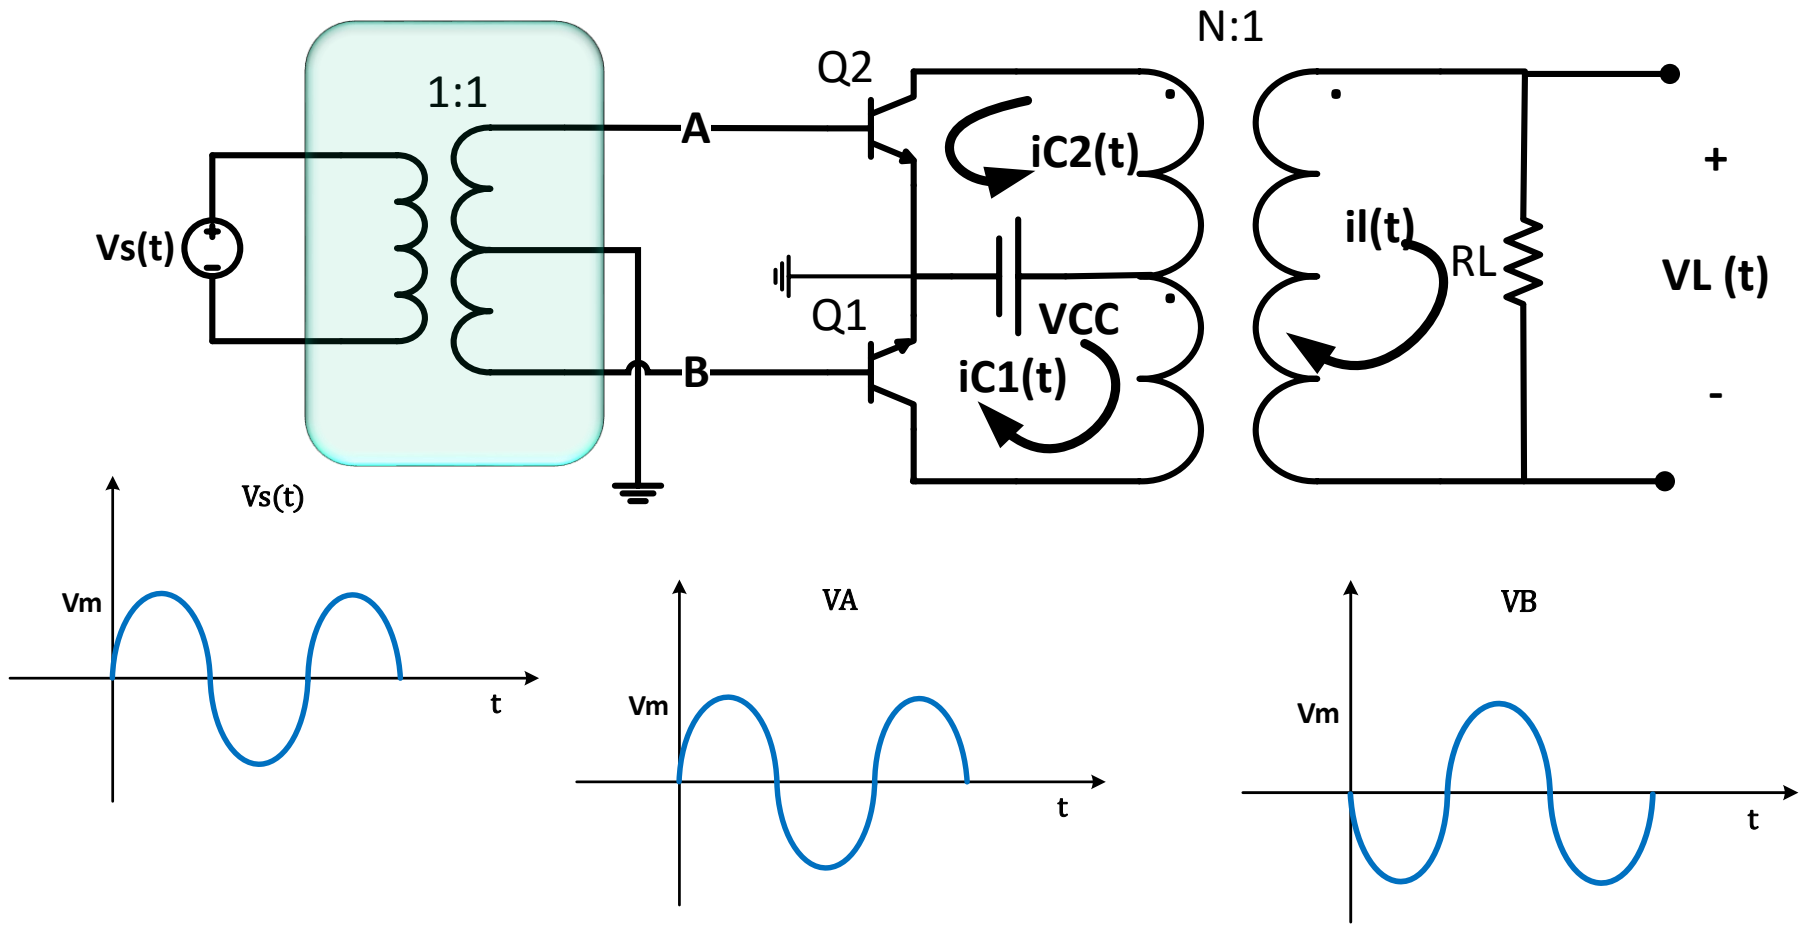 N:1
Q2
1:1
A
iC2(t)
+
il(t)
Vs(t)
+
-
RL
VL (t)
Q1
VCC
B
iC1(t)
-
Vs(t)
Vm
t
VA
Vm
t
VB
Vm
t